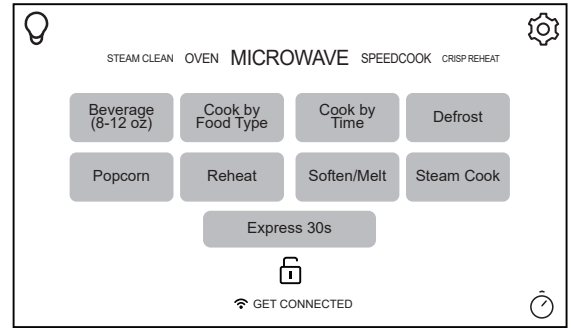 STEAM CLEAN OVEN MICROWAVE SPEEDCOOK CRISP REHEAT
Beverage
(8-12 oz)
Cook by
Food Type
Cook by
Time
Defrost
Popcorn
Reheat
Soften/Melt
Steam Cook
Express 30s
GET CONNECTED